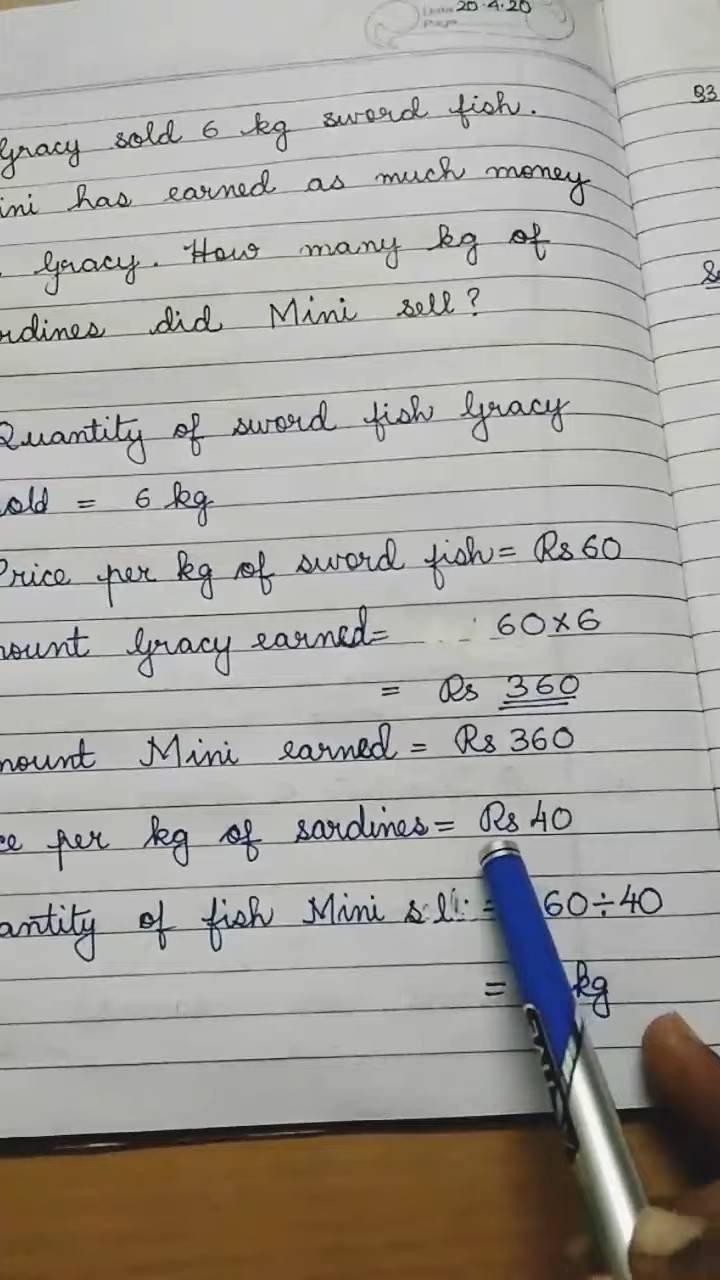 20.4.20
Gracy sold 6 kg sword fish.
ini has earned as much money
Gracy. How many kg of
rdines did Mini sell?
Quantity of sword fish Gracy
old = 6 kg
Price per kg of sword fish = Rs 60
mount Gracy earned= 60×6
= Rs 360
mount Mini earned = Rs 360
ce per kg of sardines = Rs 40
antity of fish Mini = 60÷40
= kg